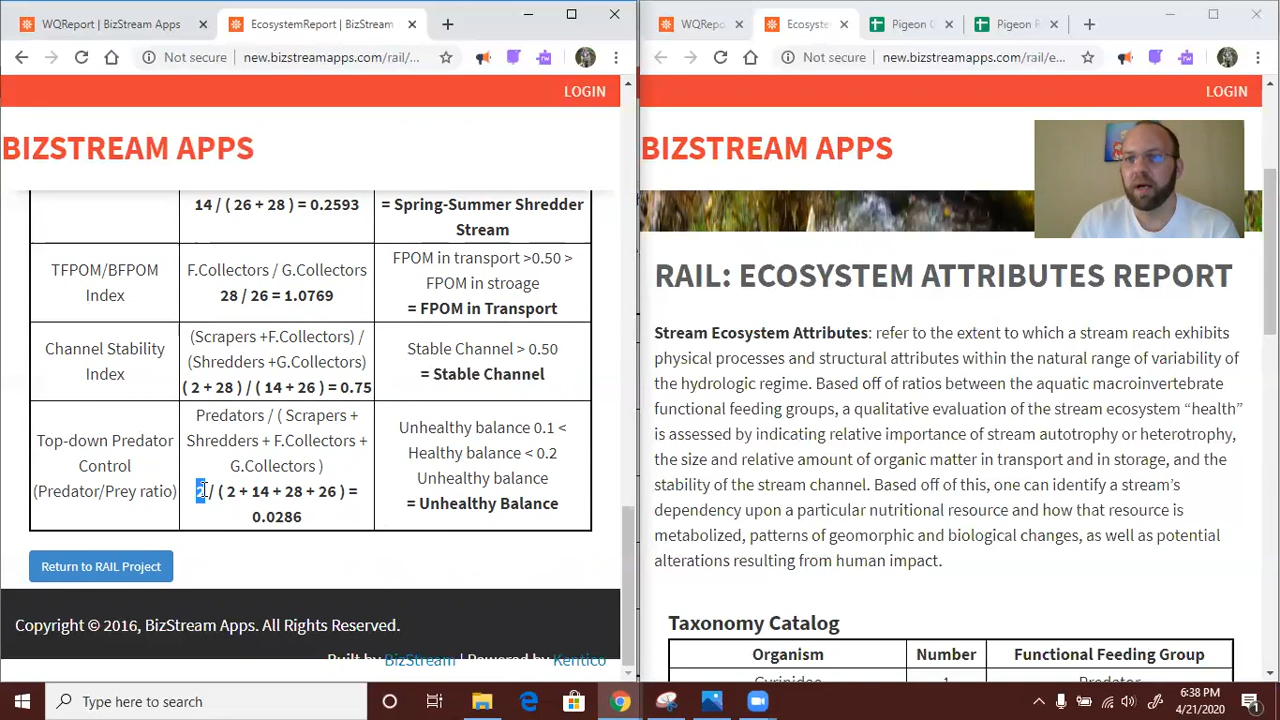 WQReport | BizStream Apps
EcosystemReport | BizStream
Not secure
new.bizstreamapps.com/rail/...
LOGIN
BIZSTREAM APPS
14 / ( 26 + 28 ) = 0.2593
= Spring-Summer Shredder
Stream
TFPOM/BFPOM
Index
F.Collectors / G.Collectors
28 / 26 = 1.0769
FPOM in transport >0.50 >
FPOM in stroage
= FPOM in Transport
Channel Stability
Index
(Scrapers +F.Collectors) /
(Shredders +G.Collectors)
( 2 + 28 ) / ( 14 + 26 ) = 0.75
Stable Channel > 0.50
= Stable Channel
Top-down Predator
Control
(Predator/Prey ratio)
Predators / ( Scrapers +
Shredders + F.Collectors +
G.Collectors )
2 / ( 2 + 14 + 28 + 26 ) =
0.0286
Unhealthy balance 0.1 <
Healthy balance < 0.2
Unhealthy balance
= Unhealthy Balance
Return to RAIL Project
Copyright © 2016, BizStream Apps. All Rights Reserved.
Built by BizStream | Powered by Kentico
WQRepo
Ecosyste
Pigeon
Pigeon R
Not secure
new.bizstreamapps.com/rail/e...
LOGIN
BIZSTREAM APPS
RAIL: ECOSYSTEM ATTRIBUTES REPORT
Stream Ecosystem Attributes: refer to the extent to which a stream reach exhibits
physical processes and structural attributes within the natural range of variability of
the hydrologic regime. Based off of ratios between the aquatic macroinvertebrate
functional feeding groups, a qualitative evaluation of the stream ecosystem “health”
is assessed by indicating relative importance of stream autotrophy or heterotrophy,
the size and relative amount of organic matter in transport and in storage, and the
stability of the stream channel. Based off of this, one can identify a stream's
dependency upon a particular nutritional resource and how that resource is
metabolized, patterns of geomorphic and biological changes, as well as potential
alterations resulting from human impact.
Taxonomy Catalog
Organism Number Functional Feeding Group
Gyrinidae 1 Predator
Type here to search
6:38 PM
4/21/2020